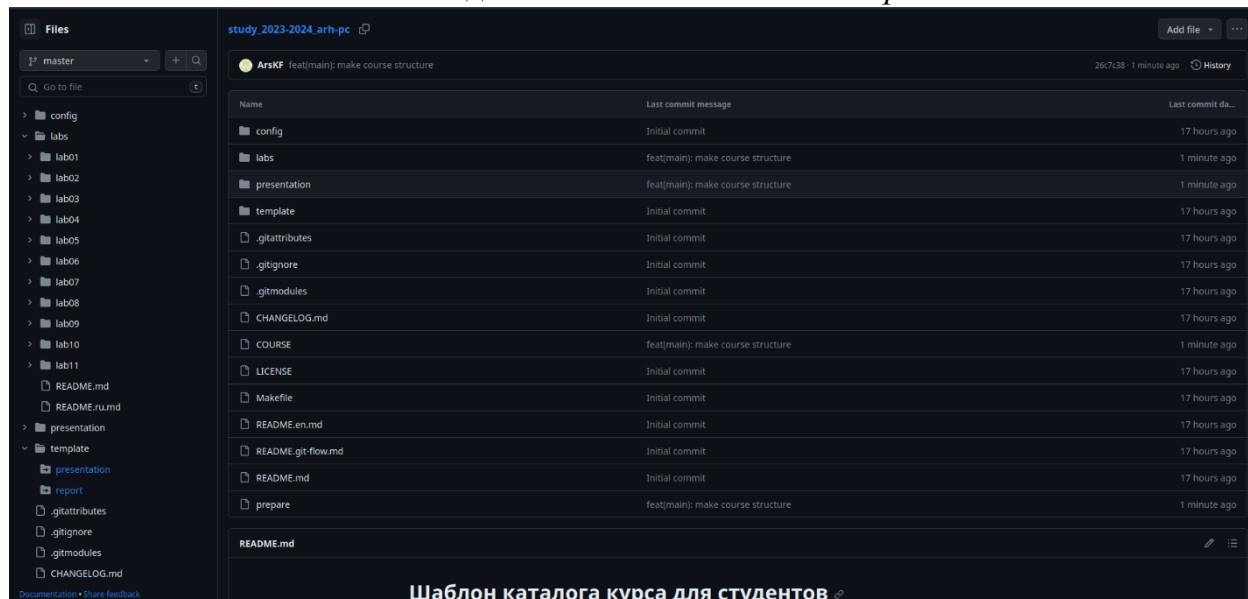 Files
master
Go to file
t
config
labs
lab01
lab02
lab03
lab04
lab05
lab06
lab07
lab08
lab09
lab10
lab11
README.md
README.ru.md
presentation
template
presentation
report
.gitattributes
.gitignore
.gitmodules
CHANGELOG.md
Documentation • Share feedback
study_2023-2024_arh-pc
Add file
ArsKF feat(main): make course structure 26c7c38 · 1 minute ago History
Name Last commit message Last commit da...
config Initial commit 17 hours ago
labs feat(main): make course structure 1 minute ago
presentation feat(main): make course structure 1 minute ago
template Initial commit 17 hours ago
.gitattributes Initial commit 17 hours ago
.gitignore Initial commit 17 hours ago
.gitmodules Initial commit 17 hours ago
CHANGELOG.md Initial commit 17 hours ago
COURSE feat(main): make course structure 1 minute ago
LICENSE Initial commit 17 hours ago
Makefile Initial commit 17 hours ago
README.en.md Initial commit 17 hours ago
README.git-flow.md Initial commit 17 hours ago
README.md Initial commit 17 hours ago
prepare feat(main): make course structure 1 minute ago
README.md
Шаблон каталога курса для студентов